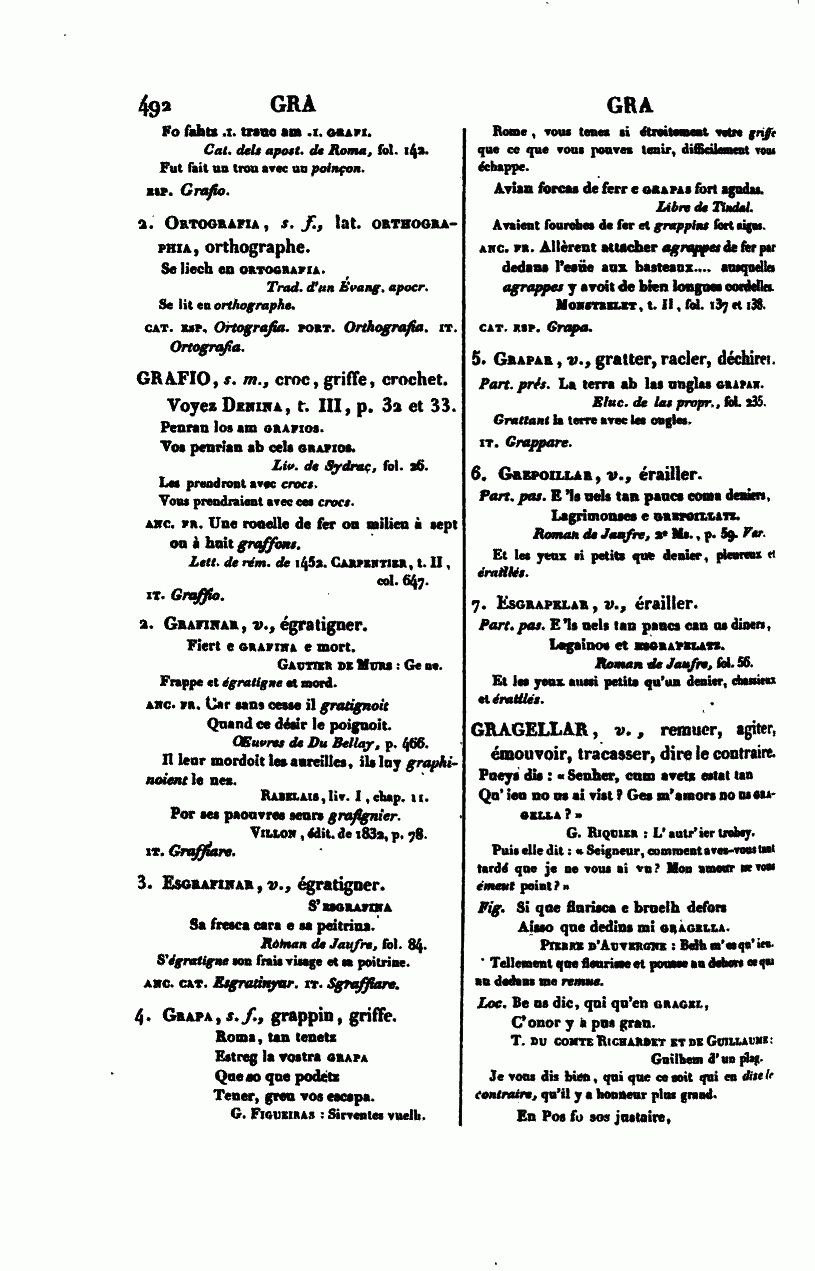 492 GRA
Fo fahtz .I. trauc am .I. GRAFI.
Cat. dels apost. de Roma, fol. 142.
Fut fait un trou avec un poinçon.
ESP. Grafio.
2. ORTOGRAFIA, s. f., lat. ORTHOGRA-
PHIA, orthographe.
Se liech en ORTOGRAFIA.
Trad. d'un Évang. apocr.
Se lit en orthographe.
CAT. ESP. Ortografia. PORT. Orthografia. IT.
Ortografia.
GRAFIO, s. m., croc, griffe, crochet.
Voyez DENINA, t. III, p. 32 et 33.
Penran los am GRAFIOS.
Vos penrian ab cels GRAFIOS.
Liv. de Sydrac, fol. 26.
Les prendront avec crocs.
Vous prendraient avec ces crocs.
ANC. FR. Une rouelle de fer ou milieu à sept
ou à huit graffons.
Lett. de rém. de 1452. CARPENTIER, t. II,
col. 647.
IT. Graffio.
2. GRAFINAR, v., égratigner.
Fiert e GRAFINA e mort.
GAUTIER DE MURS : Ge ne.
Frappe et égratigne et mord.
ANC. FR. Car sans cesse il gratignoit
Quand ce désir le poignoit.
Œuvres de Du Bellay, p. 466.
Il leur mordoit les aureilles, ils luy graphi-
noient le nez.
RABELAIS, liv. I, chap. 11.
Por ses paouvres seurs grafignier.
VILLON, édit. de 1832, p. 78.
IT. Graffiare.
3. ESGRAFINAR, v., égratigner.
S'ESGRAFINA
Sa fresca cara e sa peitrina.
Roman de Jaufre, fol. 84.
S'égratigne son frais visage et sa poitrine.
ANC. CAT. Esgratinyar. IT. Sgraffiare.
4. GRAPA, s. f., grappin, griffe.
Roma, tan tenetz
Estreg la vostra GRAPA
Que so que podetz
Tener, greu vos escapa.
G. FIGUEIRAS : Sirventes vuelh.
GRA
Rome, vous tenez si étroitement votre griffe
que ce que vous pouvez tenir, difficilement vous
échappe.
Avian forcas de ferr e GRAPAS fort agudas.
Libre de Tindal.
Avaient fourches de fer et grappins fort aigus.
ANC. FR. Allèrent attacher agrappes de fer par
dedans l'esüe aux basteaux.... ausquelles
agrappes y avoit de bien longues cordelles.
MONSTRELET, t. II, fol. 137 et 138.
CAT. ESP. Grapa.
5. GRAPAR, v., gratter, racler, déchirer.
Part. prés. La terra ab las unglas GRAPAN.
Eluc. de las propr., fol. 235.
Grattant la terre avec les ongles.
IT. Grappare.
6. GREPOILLAR, v., érailler.
Part. pas. E 'ls uels tan paucs coma deniers,
Lagrimouses e GREPOILLATZ.
Roman de Jaufre, 2e Ms., p. 59. Var.
Et les yeux si petits que denier, pleureux et
éraillés.
7. ESGRAPELAR, v., érailler.
Part. pas. E 'ls uels tan paucs can us diners,
Lagainos et ESGRAPELATZ.
Roman de Jaufre, fol. 56.
Et les yeux aussi petits qu'un denier, chassieux
et éraillés.
GRAGELLAR, v., remuer, agiter,
émouvoir, tracasser, dire le contraire.
Pueys dis : « Senher, cum avetz estat tan
Qu' ieu no us ai vist ? Ges m'amors no us GRA-
GELLA ? »
G. RIQUIER : L' autr'ier trobey.
Puis elle dit : « Seigneur, comment avez-vous tant
tardé que je ne vous ai vu ? Mon amour ne vous
émeut point ? »
Fig. Si que flurisca e bruelh defors
Aisso que dedins mi GRAGELLA.
PIERRE D'AUVERGNE : Belh m'es qu' ieu.
Tellement que fleurisse et pousse au dehors ce qui
au dedans me remue.
Loc. Be us dic, qui qu'en GRAGEL,
C'onor y a pus gran.
T. DU COMTE RICHARDET ET DE GUILLAUME :
Guilhem d'un plag.
Je vous dis bien, qui que ce soit qui en dise le
contraire, qu'il y a honneur plus grand.
En Pos fo sos justaire,